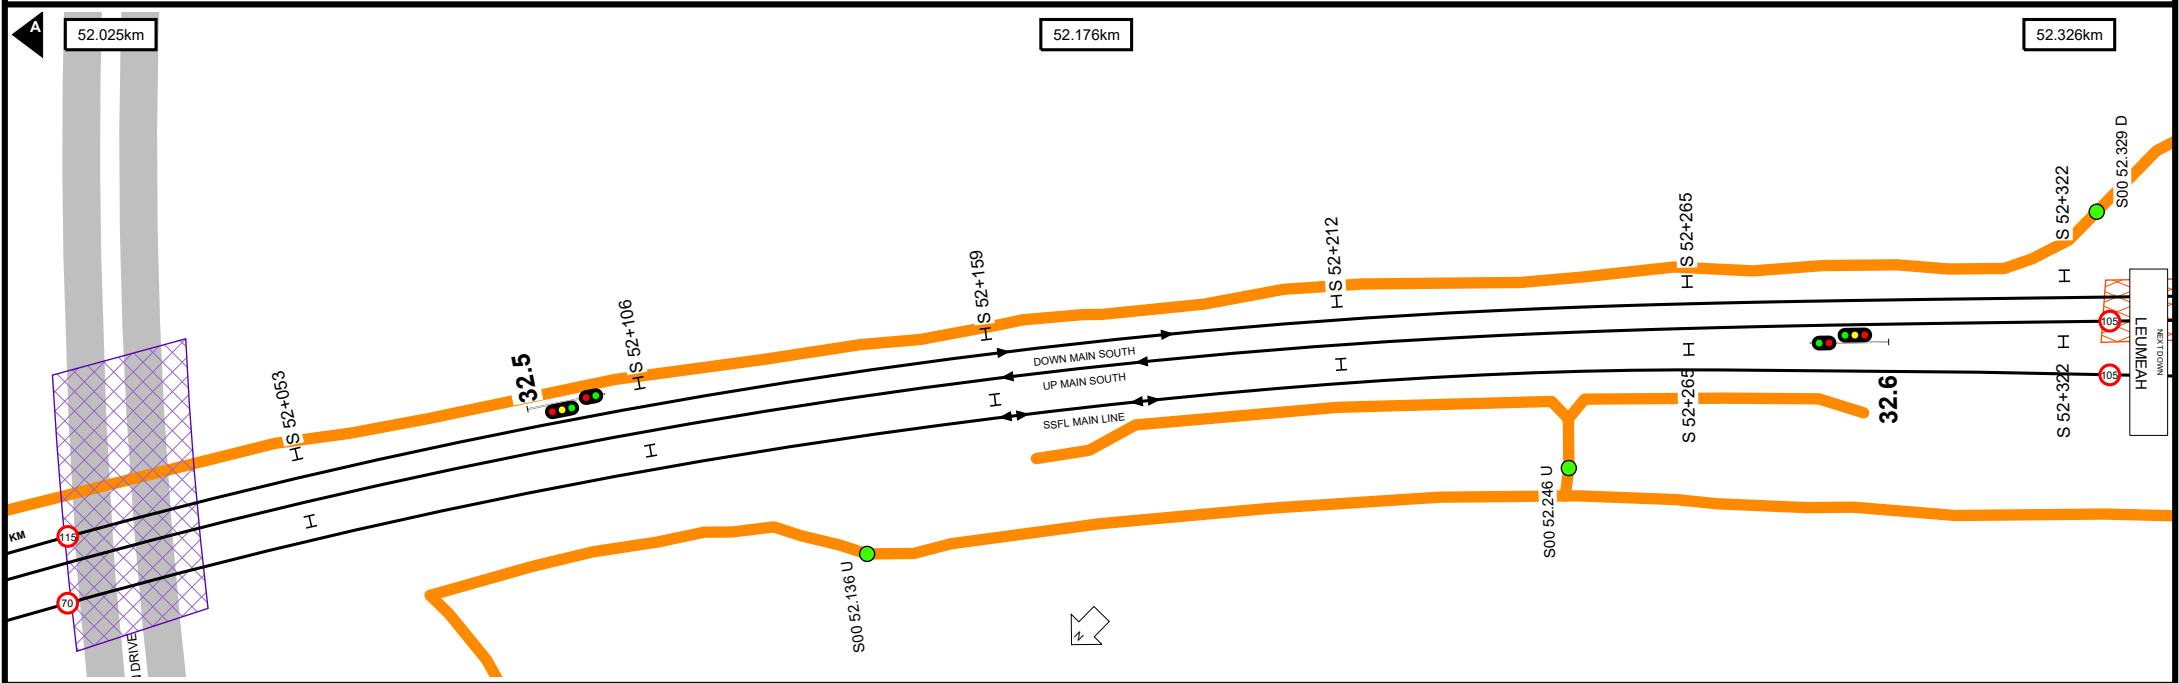 A
52.025km
52.176km
52.326km
S00 52.329 D
S 52+322
S 52+265
S 52+212
S 52+159
S 52+106
32.5
S 52+053
DOWN MAIN SOUTH
UP MAIN SOUTH
SSFL MAIN LINE
105
105
NEXT DOWN
LEUMEAH
32.6
S 52+265
S 52+322
S00 52.246 U
KM
115
70
S00 52.136 U
N
DRIVE